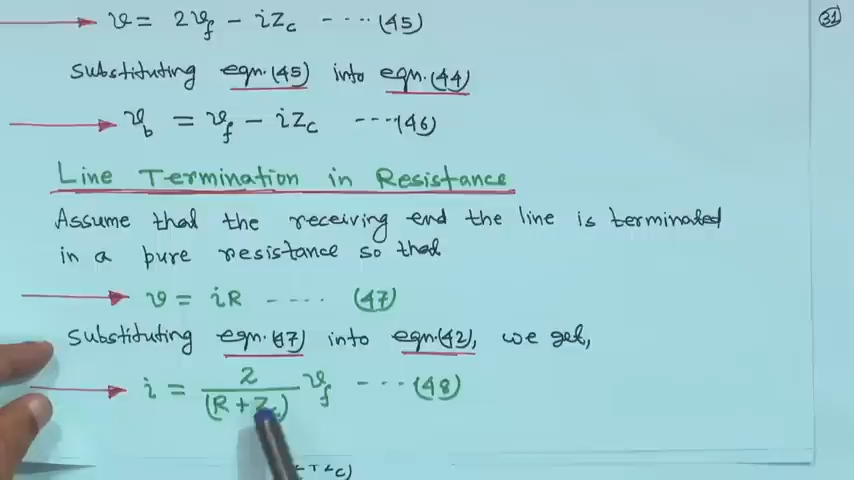 31
v = 2v_f - iZ_c ---- (45)
Substituting eqn.(45) into eqn.(44)
v_b = v_f - iZ_c ---(46)
Line Termination in Resistance
Assume that the receiving end the line is terminated
in a pure resistance so that
v = iR ---- (47)
Substituting eqn.(47) into eqn.(42), we get,
i = 2/(R+Z_c) v_f --- (48)